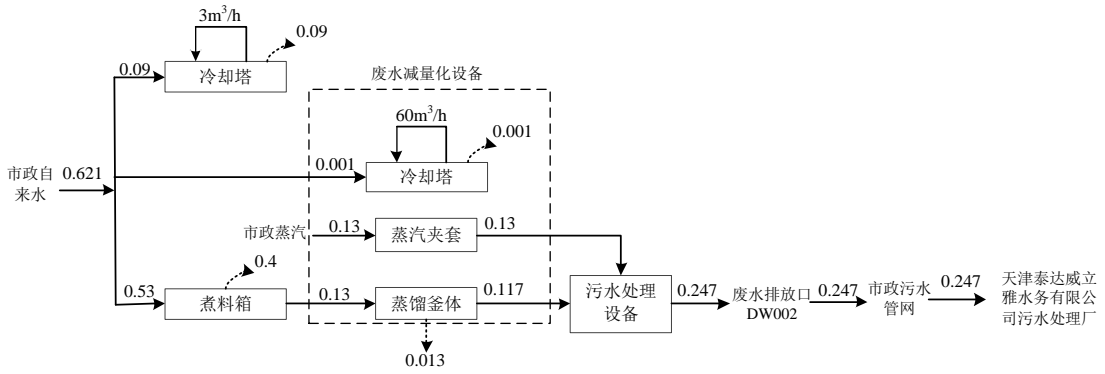 3m³/h
0.09
0.09
冷却塔
废水减量化设备
60m³/h
0.001
市政自
来水
0.621
0.001
冷却塔
市政蒸汽
0.13
蒸汽夹套
0.13
0.4
0.53
煮料箱
0.13
蒸馏釜体
0.117
污水处理
设备
0.247
废水排放口
DW002
0.247
市政污水
管网
0.247
天津泰达威立
雅水务有限公
司污水处理厂
0.013